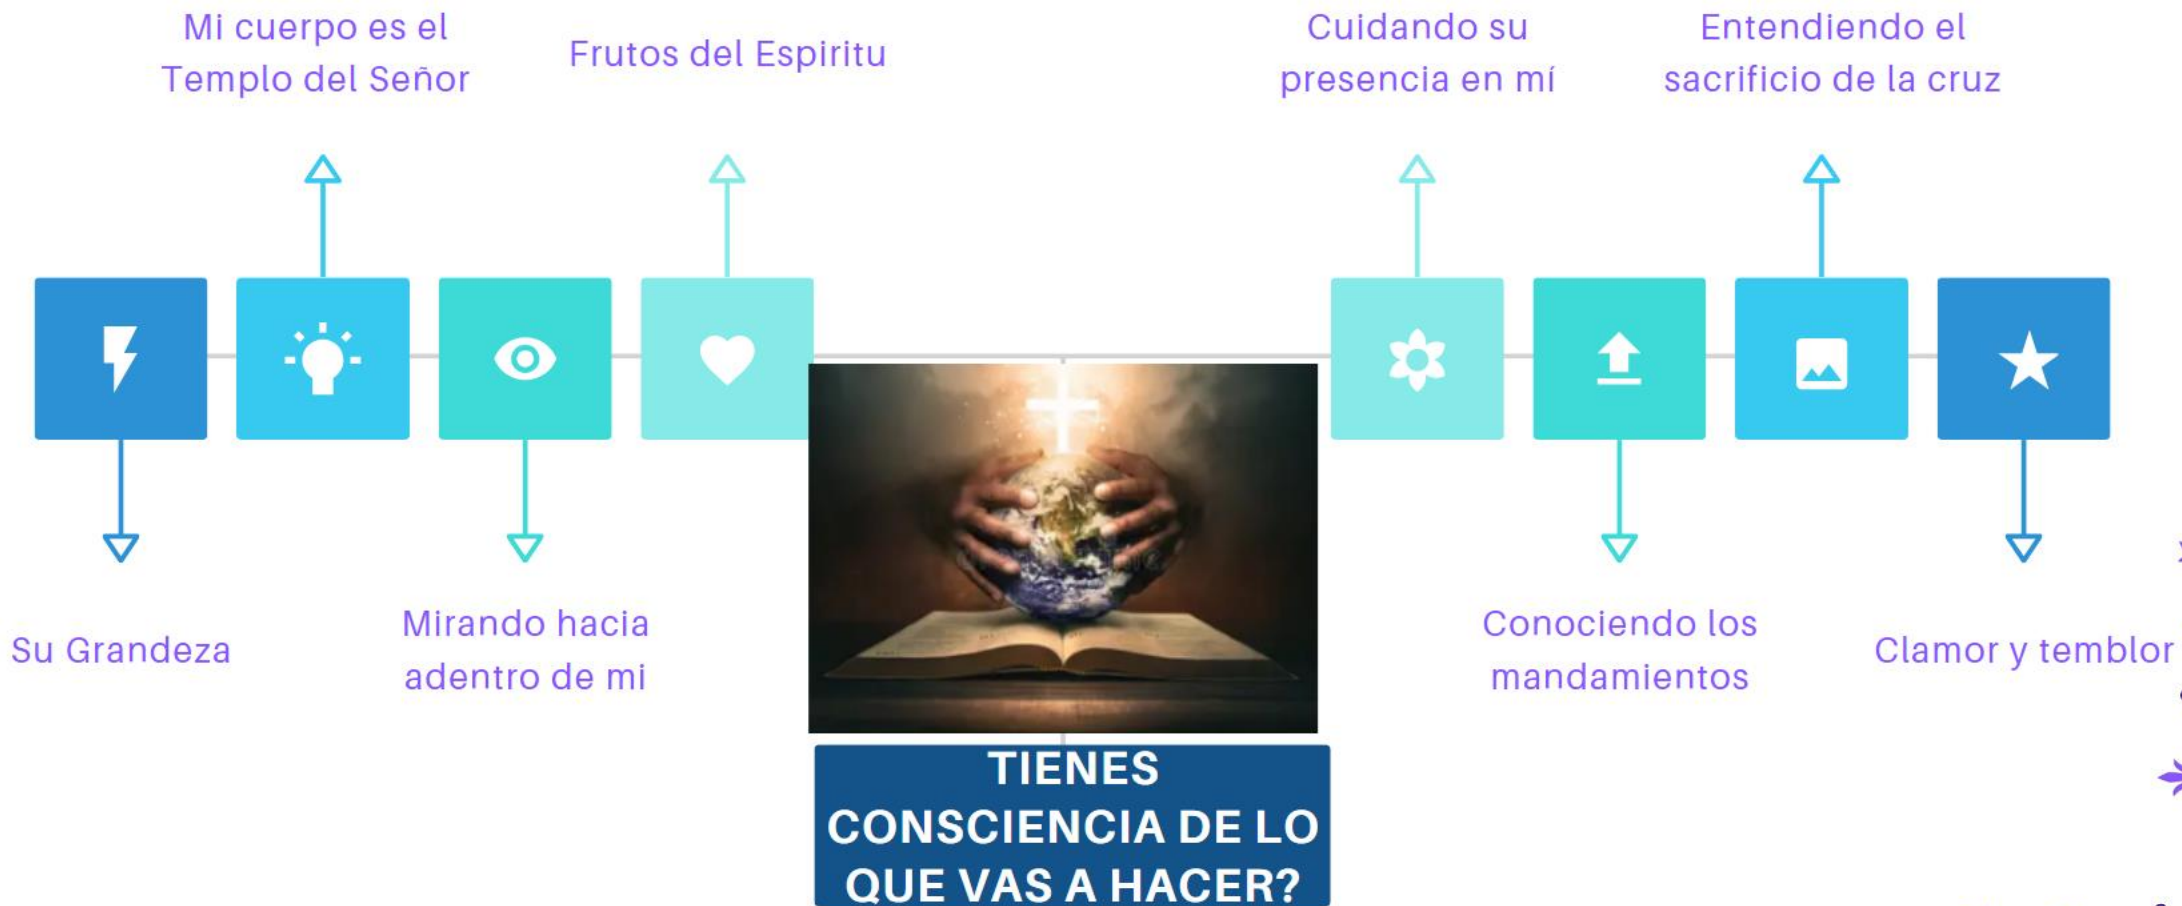 Mi cuerpo es el
Templo del Señor
Frutos del Espiritu
Cuidando su
presencia en mí
Entendiendo el
sacrificio de la cruz
Su Grandeza
Mirando hacia
adentro de mi
Conociendo los
mandamientos
Clamor y temblor
TIENES
CONSCIENCIA DE LO
QUE VAS A HACER?